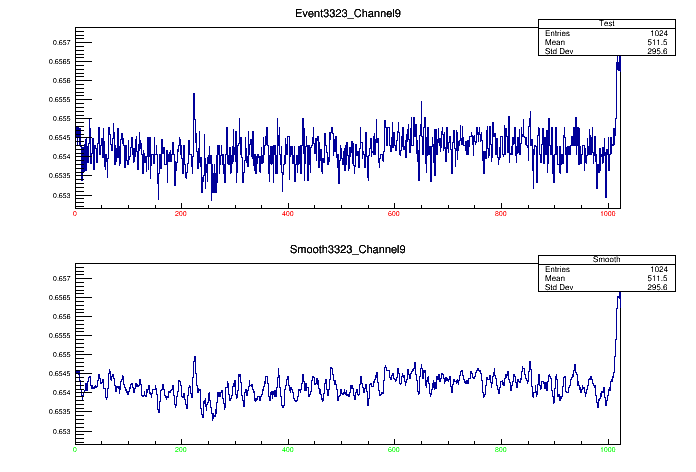 Event3323_Channel9
Test
Entries 1024
Mean 511.5
Std Dev 295.6
0.657
0.6565
0.656
0.6555
0.655
0.6545
0.654
0.6535
0.653
0 200 400 600 800 1000
Smooth3323_Channel9
Smooth
Entries 1024
Mean 511.5
Std Dev 295.6
0.657
0.6565
0.656
0.6555
0.655
0.6545
0.654
0.6535
0.653
0 200 400 600 800 1000